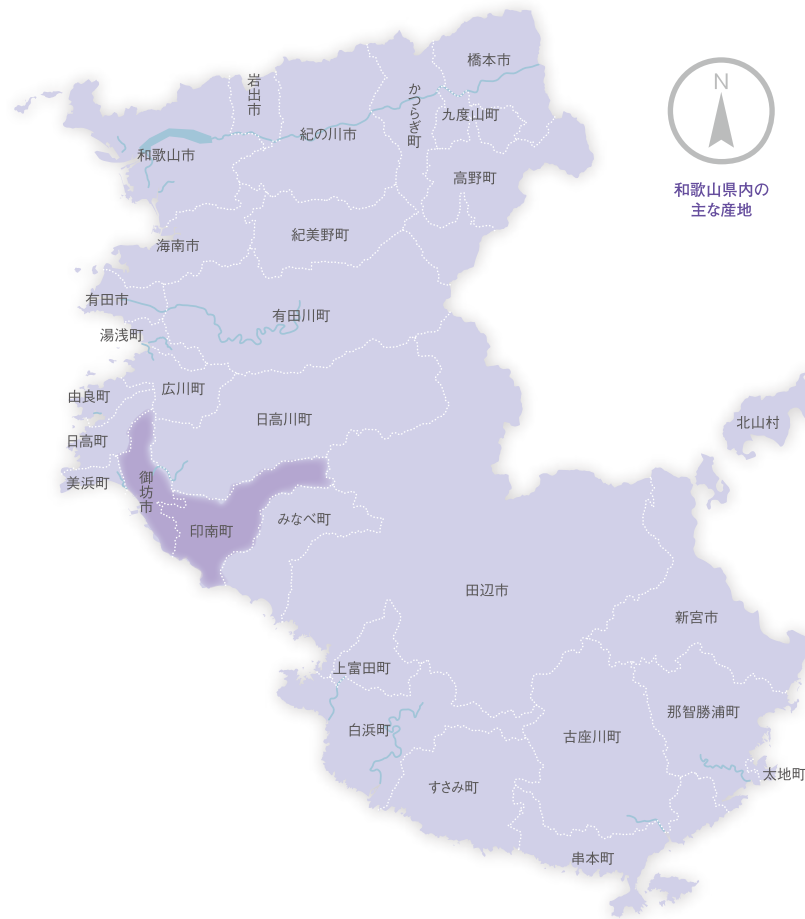 橋本市
岩出市
かつらぎ町
N
九度山町
紀の川市
和歌山市
高野町
和歌山県内の
主な産地
紀美野町
海南市
有田市
有田川町
湯浅町
広川町
由良町
日高川町
北山村
日高町
美浜町
御坊市
みなべ町
印南町
田辺市
新宮市
上富田町
那智勝浦町
白浜町
古座川町
太地町
すさみ町
串本町